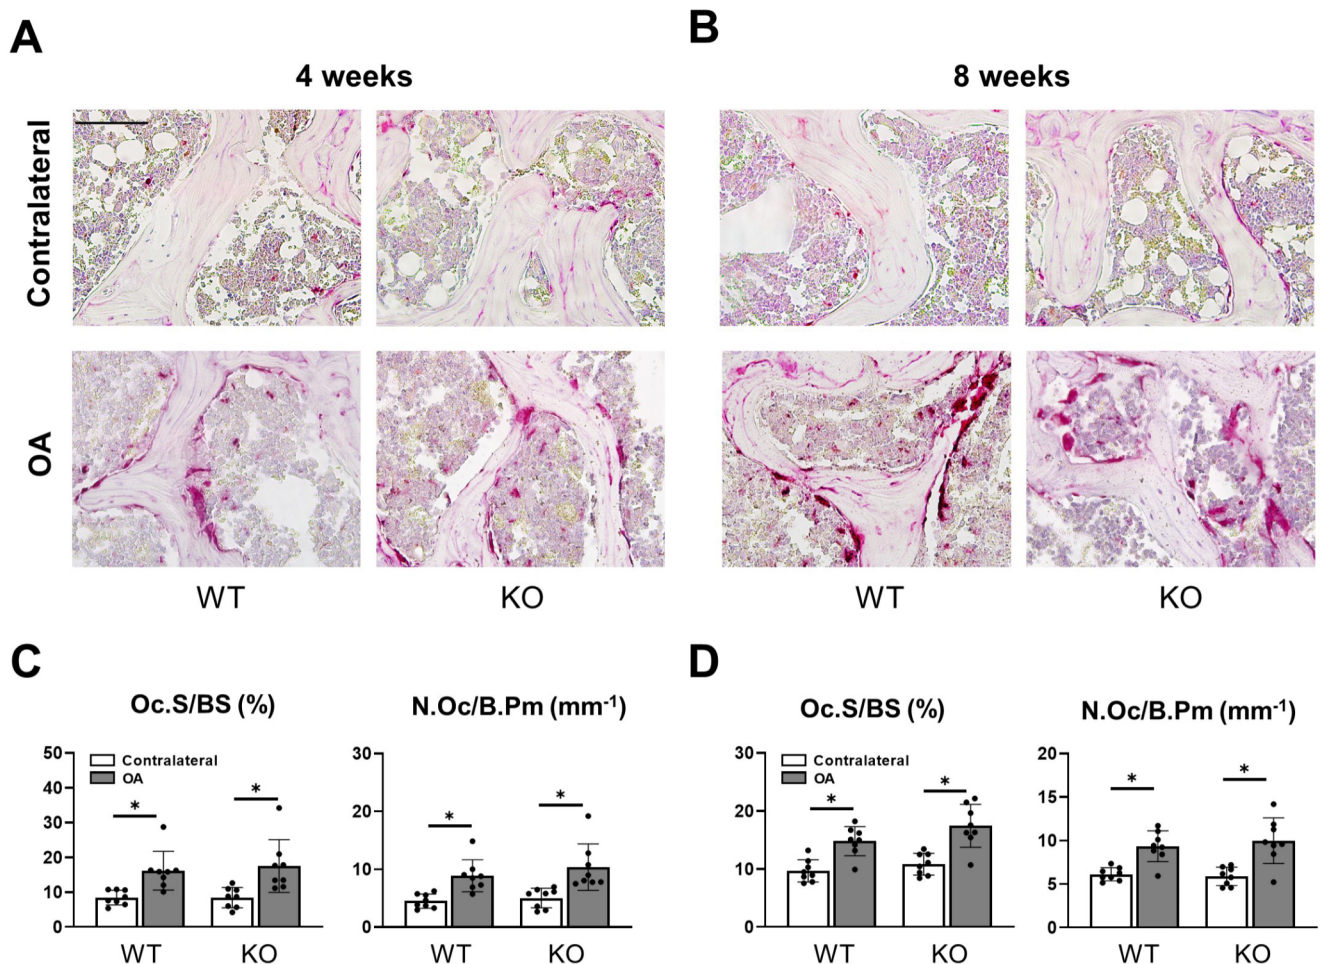 A
B
4 weeks
8 weeks
Contralateral
OA
WT
KO
WT
KO
C
D
Oc.S/BS (%)
N.Oc/B.Pm (mm-1)
Oc.S/BS (%)
N.Oc/B.Pm (mm-1)
50
40
30
20
10
0
Contralateral
OA
*
*
WT
KO
30
20
10
0
*
*
WT
KO
30
20
10
0
Contralateral
OA
*
*
WT
KO
20
15
10
5
0
*
*
WT
KO